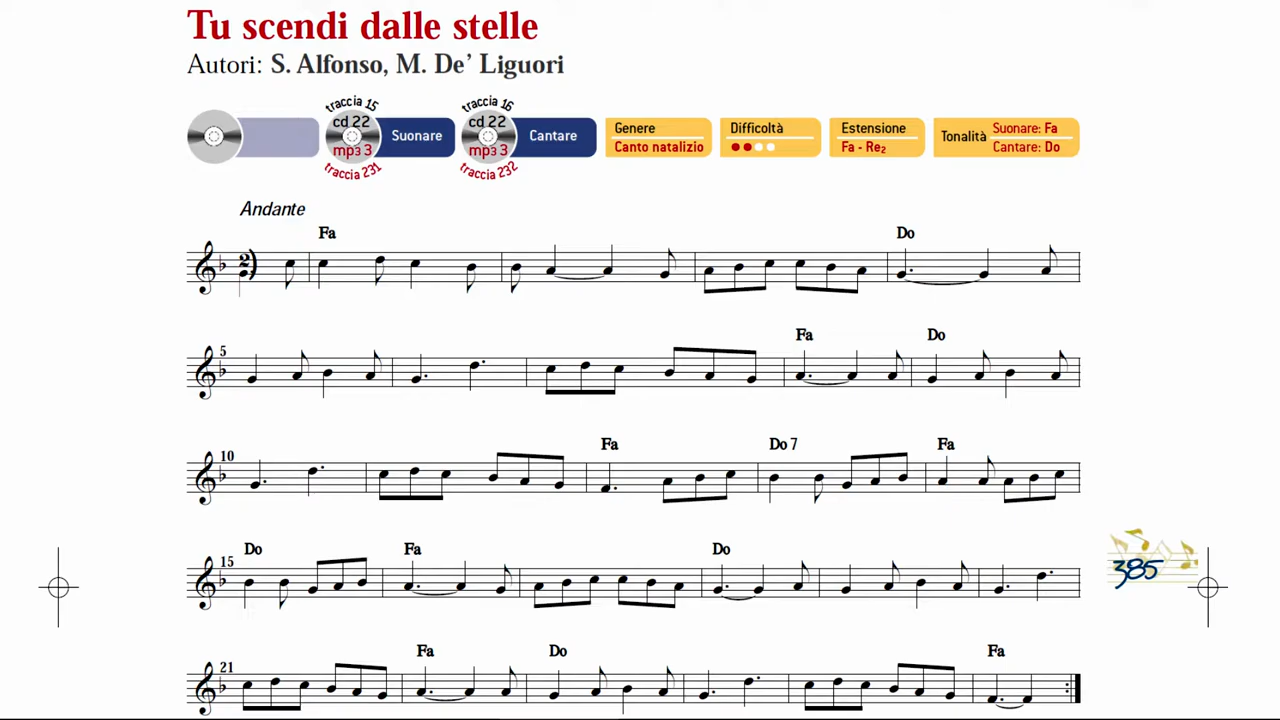 Tu scendi dalle stelle
Autori: S. Alfonso, M. De' Liguori
traccia 15
cd 22
mp3 3
traccia 231
Suonare
traccia 16
cd 22
mp3 3
traccia 232
Cantare
Genere
Canto natalizio
Difficoltà
Estensione
Fa - Re2
Tonalità
Suonare: Fa
Cantare: Do
Andante
Fa Do
5 Fa Do
10 Fa Do 7 Fa
15 Do Fa Do
385
21 Fa Do Fa